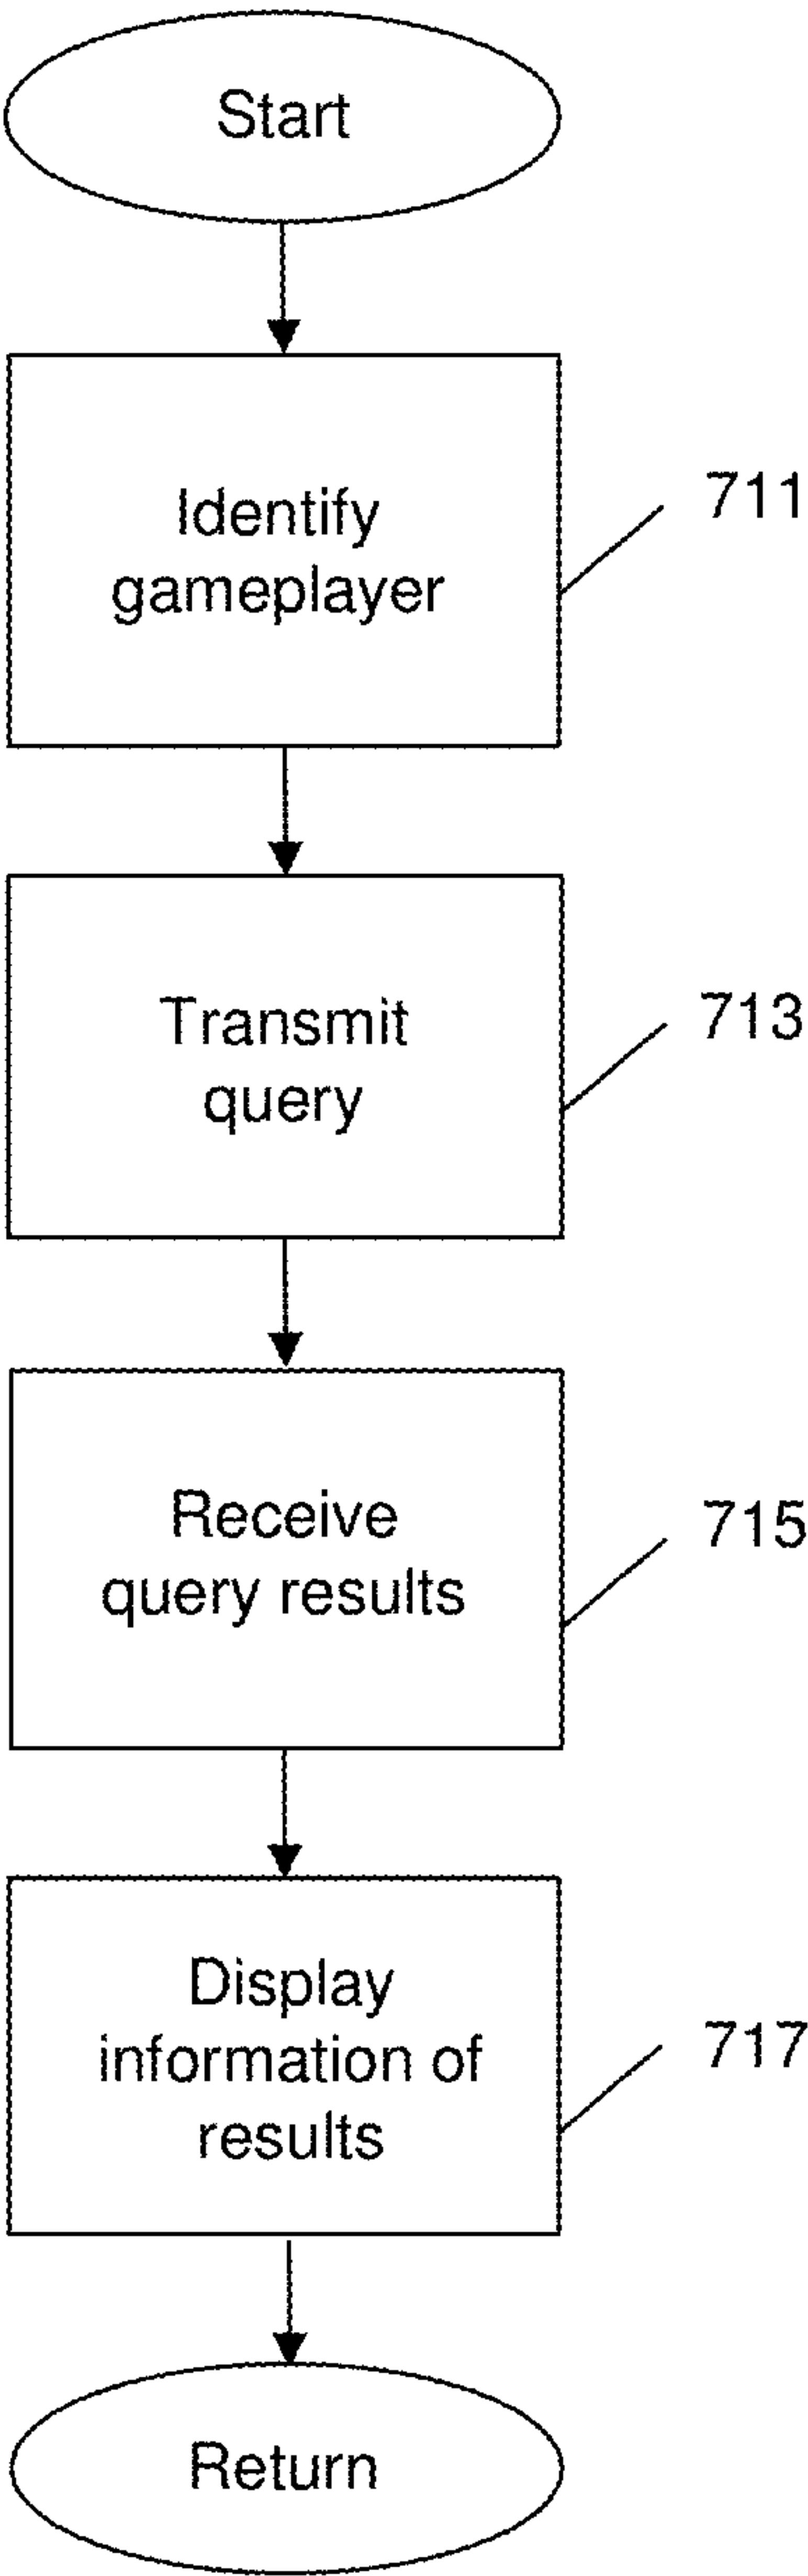 Start
Identify
gameplayer
711
Transmit
query
713
Receive
query results
715
Display
information of
results
717
Return